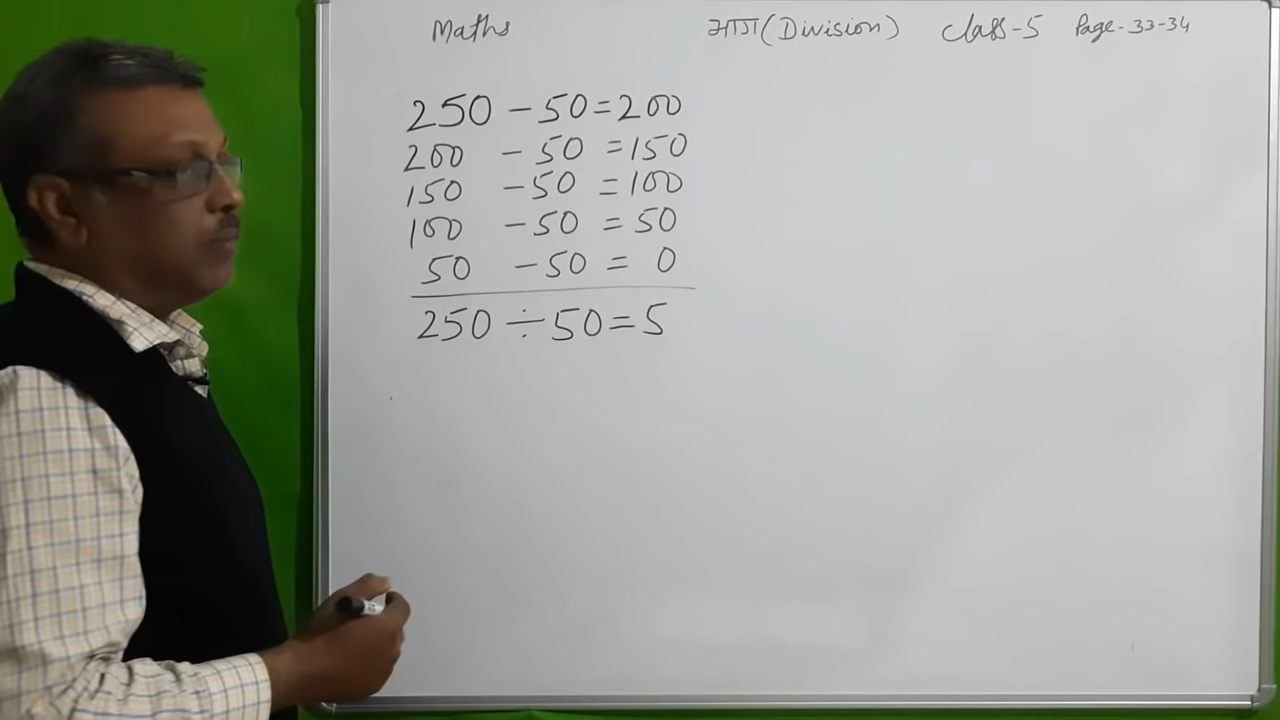 Maths भाग (Division) Class-5 Page-33-34
250 - 50 = 200
200 - 50 = 150
150 - 50 = 100
100 - 50 = 50
50 - 50 = 0
250 ÷ 50 = 5